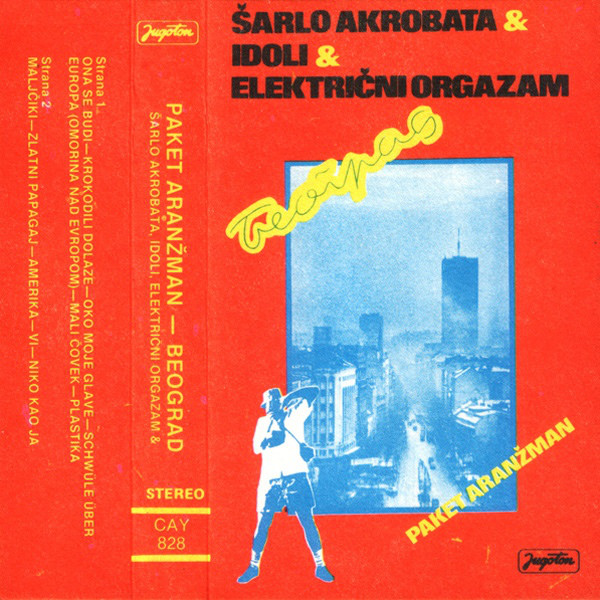 Strana 1.
ONA SE BUDI—KROKODILI DOLAZE—OKO MOJE GLAVE—SCHWÜLE ÜBER
EUROPA (OMORINA NAD EVROPOM)—MALI ČOVEK—PLASTIKA
Strana 2
MALJČIKI—ZLATNI PAPAGAJ—AMERIKA—VI—NIKO KAO JA
Jugoton
PAKET ARANŽMAN — BEOGRAD
ŠARLO AKROBATA, IDOLI, ELEKTRIČNI ORGAZAM &
STEREO
CAY
828
ŠARLO AKROBATA &
IDOLI &
ELEKTRIČNI ORGAZAM
Београд
PAKET ARANŽMAN
Jugoton